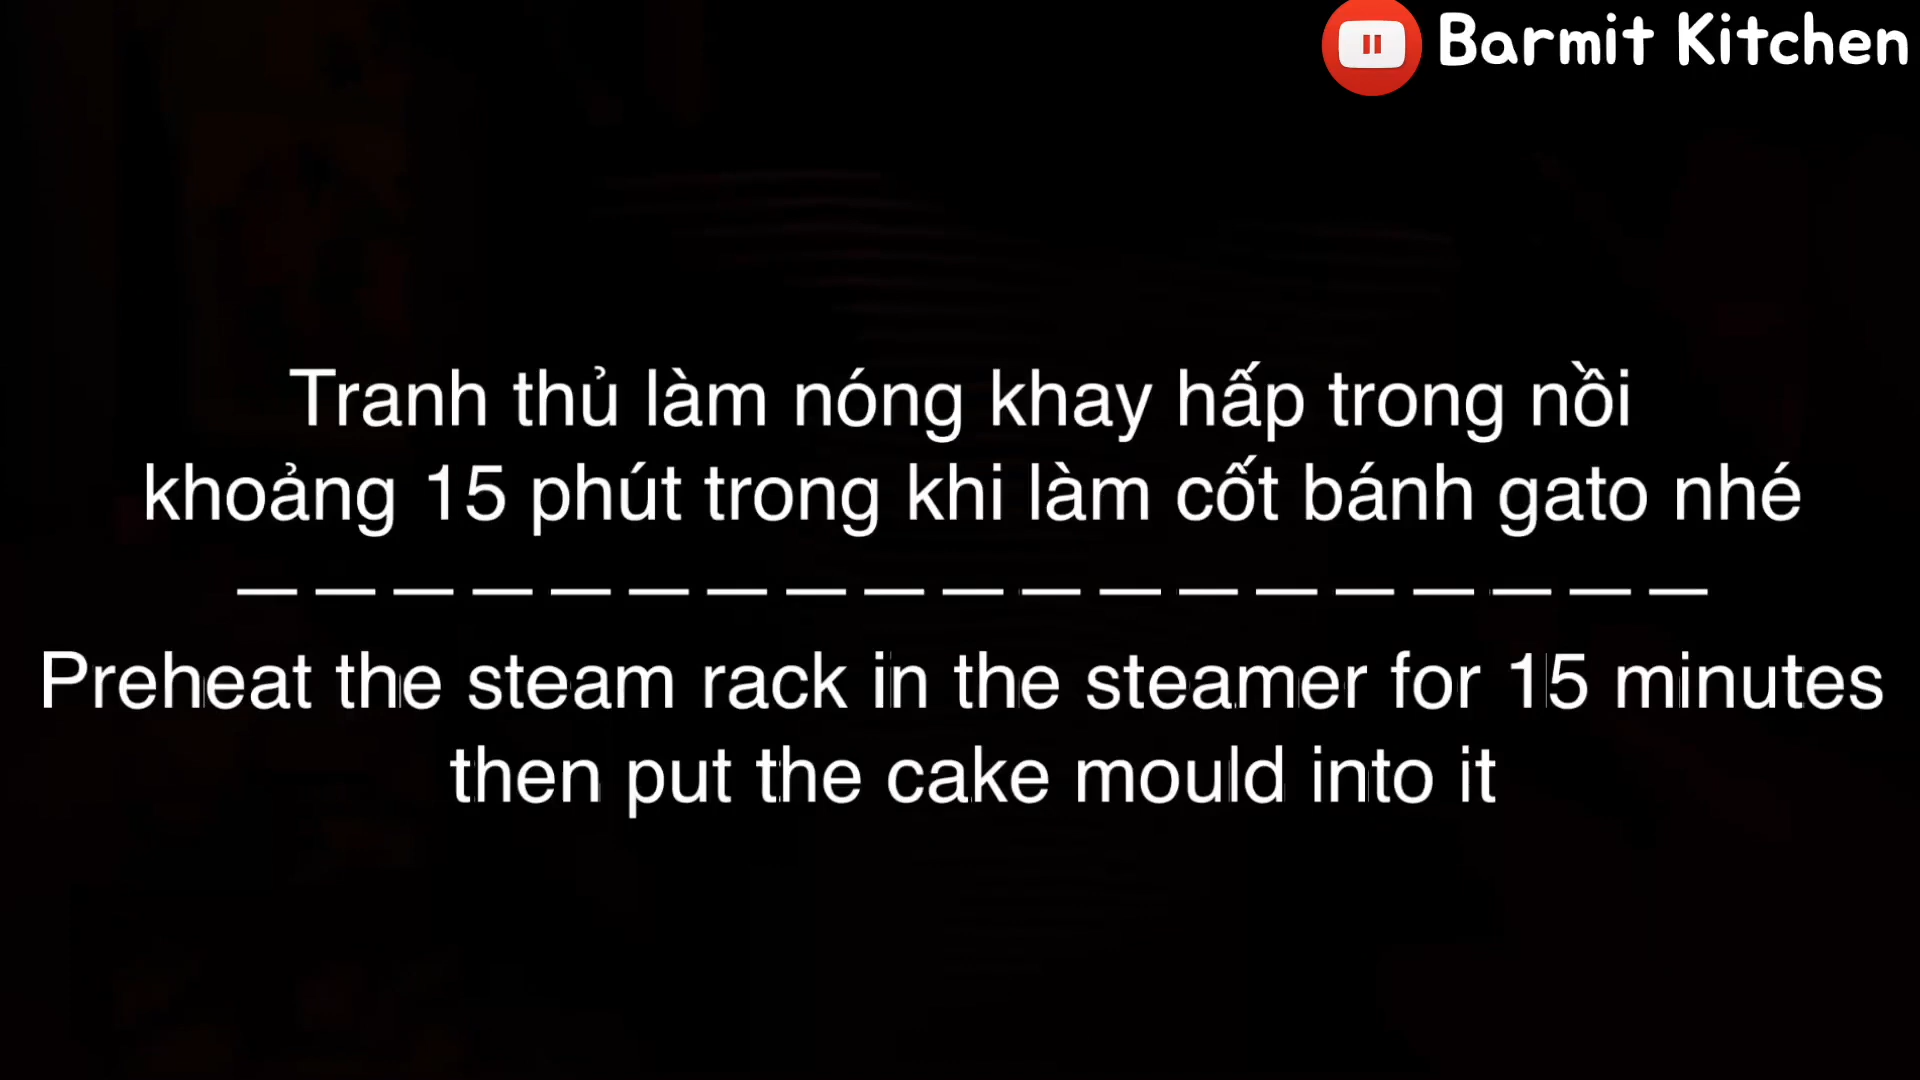 Barmit Kitchen
Tranh thủ làm nóng khay hấp trong nồi
khoảng 15 phút trong khi làm cốt bánh gato nhé
— — — — — — — — — — — — — — — — — — —
Preheat the steam rack in the steamer for 15 minutes
then put the cake mould into it